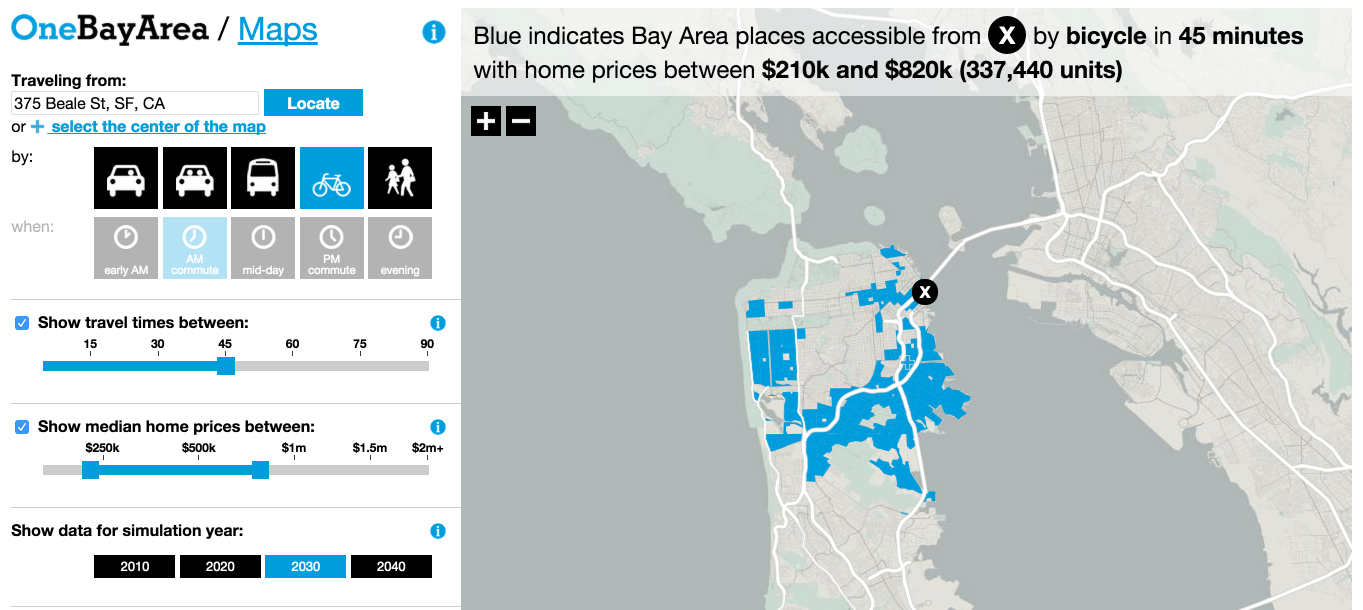 OneBayArea / Maps
i
Traveling from:
375 Beale St, SF, CA
Locate
or + select the center of the map
by:
when:
early AM
AM commute
mid-day
PM commute
evening
Show travel times between:
i
15 30 45 60 75 90
Show median home prices between:
i
$250k $500k $1m $1.5m $2m+
Show data for simulation year:
i
2010 2020 2030 2040
Blue indicates Bay Area places accessible from X by bicycle in 45 minutes
with home prices between $210k and $820k (337,440 units)
+ −
X